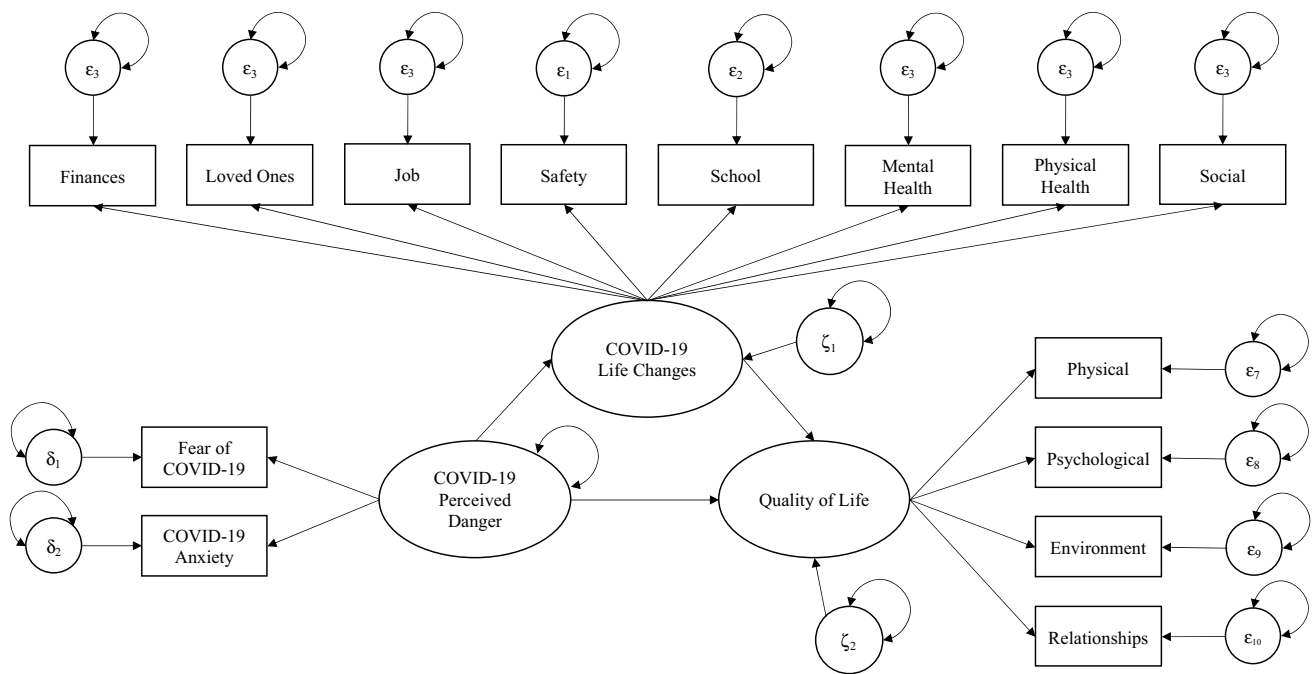 ε3
ε3
ε3
ε1
ε2
ε3
ε3
ε3
Finances
Loved Ones
Job
Safety
School
Mental
Health
Physical
Health
Social
COVID-19
Life Changes
ζ1
Physical
ε7
δ1
Fear of
COVID-19
COVID-19
Perceived
Danger
Quality of Life
Psychological
ε8
δ2
COVID-19
Anxiety
Environment
ε9
ζ2
Relationships
ε10